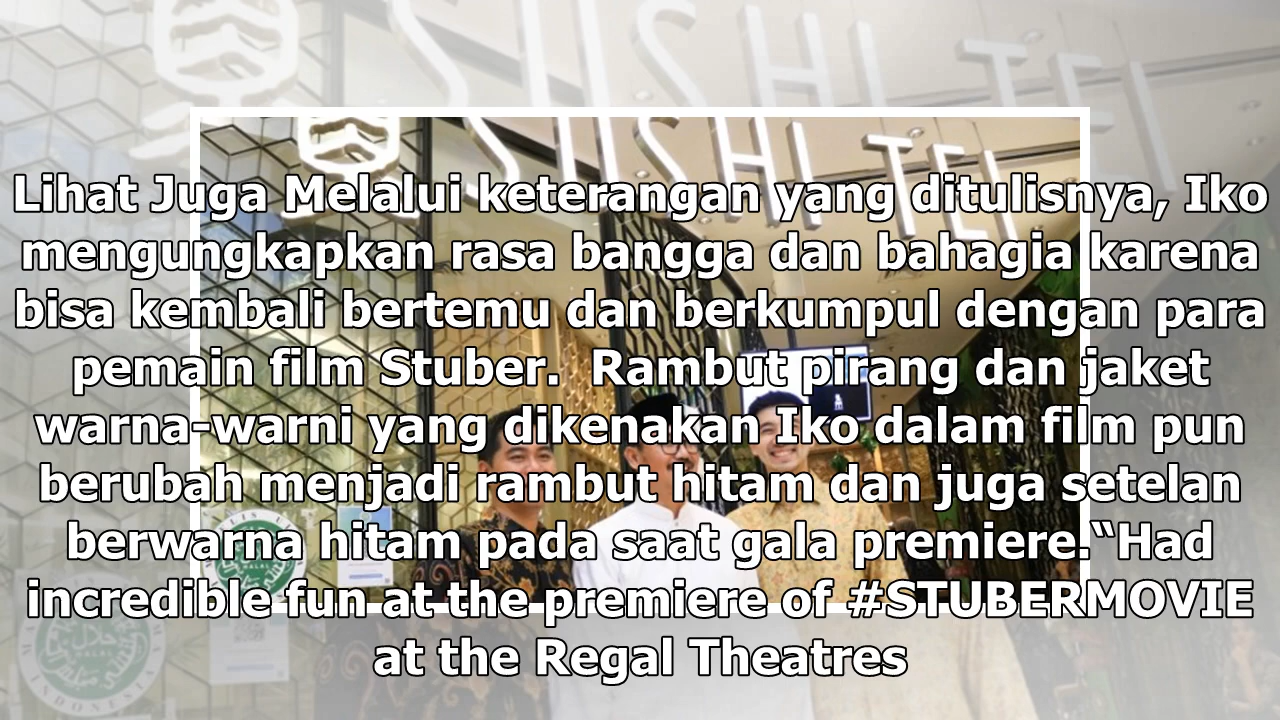 SUSHI TEI
Lihat Juga Melalui keterangan yang ditulisnya, Iko
mengungkapkan rasa bangga dan bahagia karena
bisa kembali bertemu dan berkumpul dengan para
pemain film Stuber.  Rambut pirang dan jaket
warna-warni yang dikenakan Iko dalam film pun
berubah menjadi rambut hitam dan juga setelan
berwarna hitam pada saat gala premiere.“Had
incredible fun at the premiere of #STUBERMOVIE
at the Regal Theatres